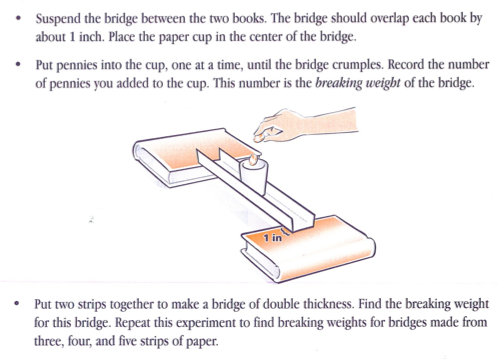 • Suspend the bridge between the two books. The bridge should overlap each book by
about 1 inch. Place the paper cup in the center of the bridge.
• Put pennies into the cup, one at a time, until the bridge crumples. Record the number
of pennies you added to the cup. This number is the breaking weight of the bridge.
1 in
• Put two strips together to make a bridge of double thickness. Find the breaking weight
for this bridge. Repeat this experiment to find breaking weights for bridges made from
three, four, and five strips of paper.